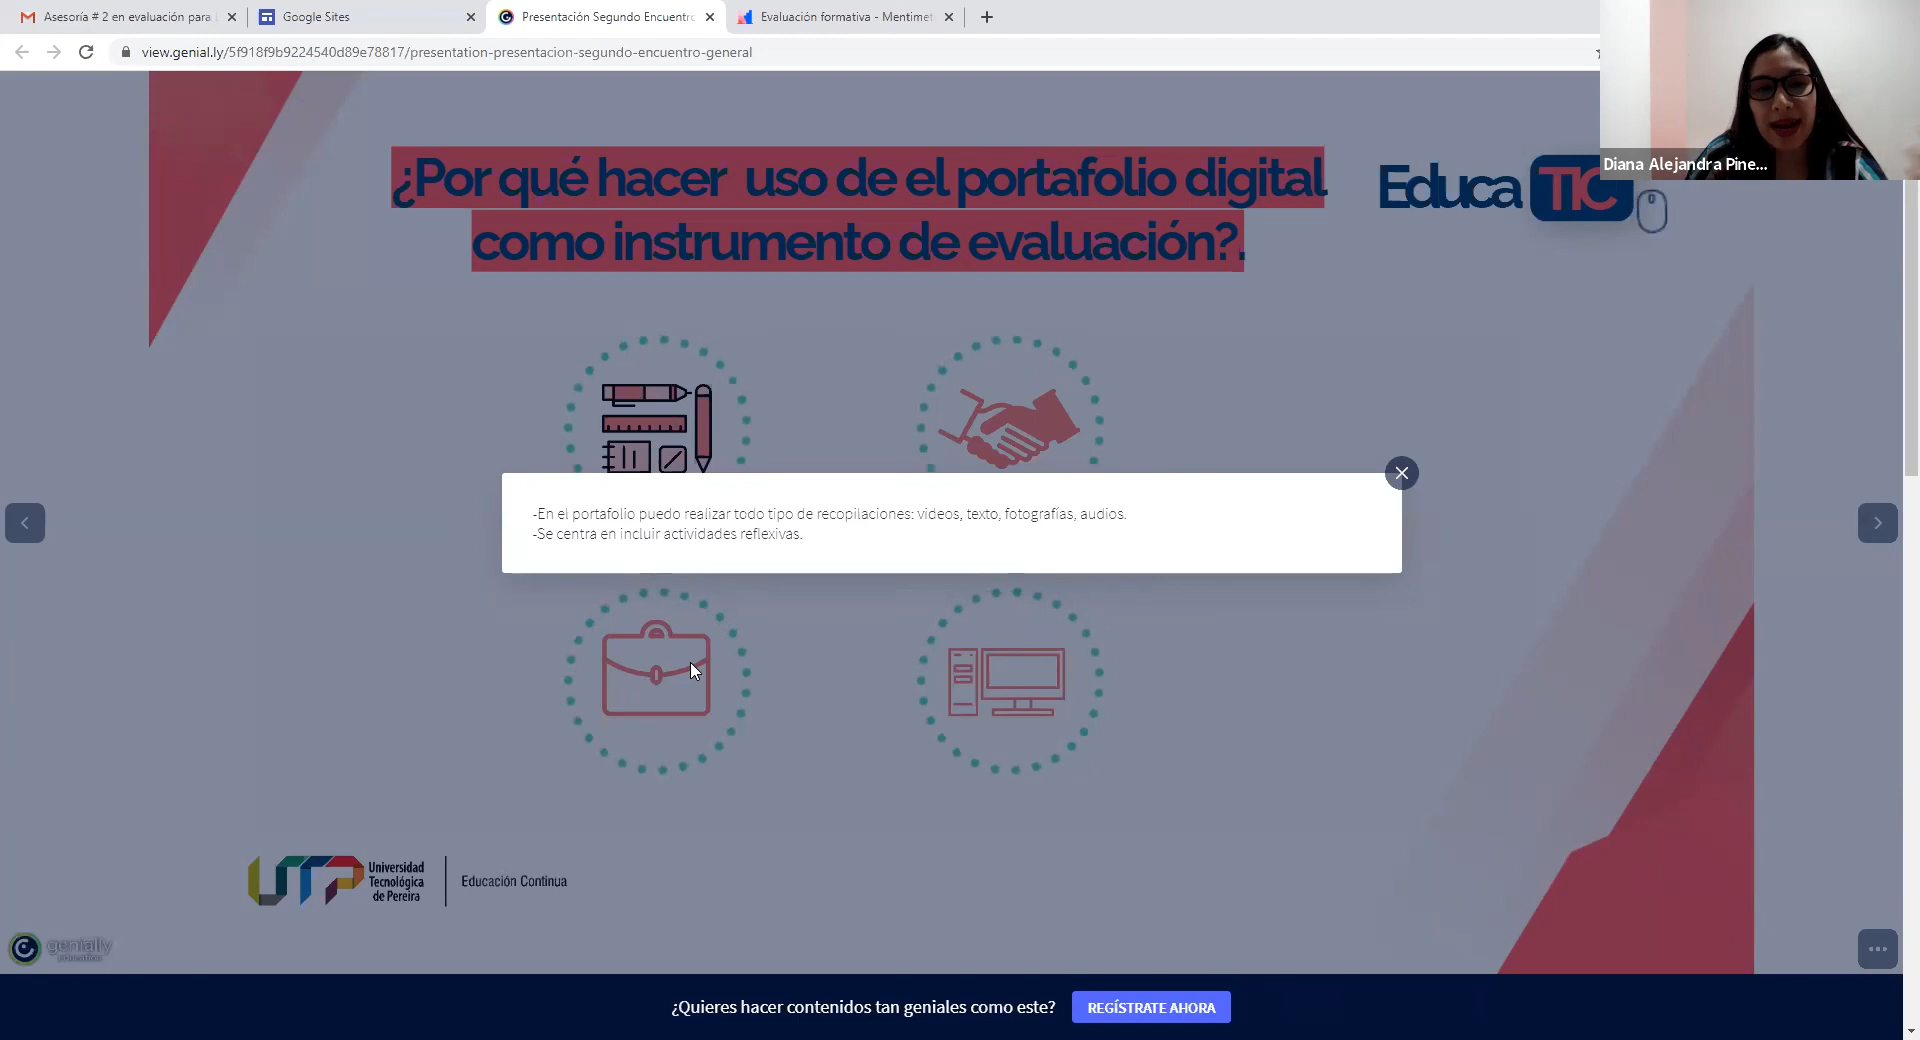 Asesoría # 2 en evaluación para
Google Sites
Presentación Segundo Encuentro
Evaluación formativa - Mentimet
view.genial.ly/5f918f9b9224540d89e78817/presentation-presentacion-segundo-encuentro-general
Diana Alejandra Pine...
¿Por qué hacer uso de el portafolio digital
como instrumento de evaluación?.
Educa TIC
-En el portafolio puedo realizar todo tipo de recopilaciones: videos, texto, fotografías, audios.
-Se centra en incluir actividades reflexivas.
UTP
Universidad
Tecnológica
de Pereira
Educación Continua
genially
EDUCATION
¿Quieres hacer contenidos tan geniales como este?
REGÍSTRATE AHORA